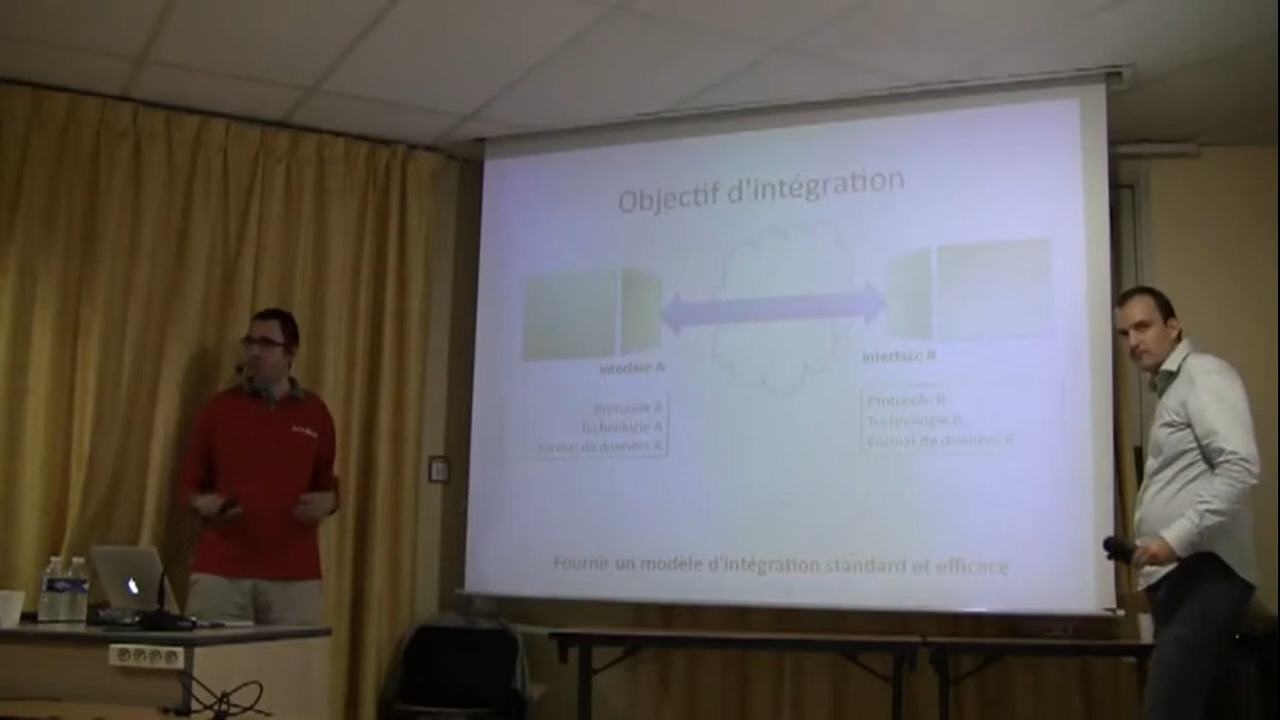 Objectif d'intégration
Interface A
Interface B
Protocole A
Technologie A
Format de données A
Protocole B
Technologie B
Format de données B
Fournir un modèle d'intégration standard et efficace